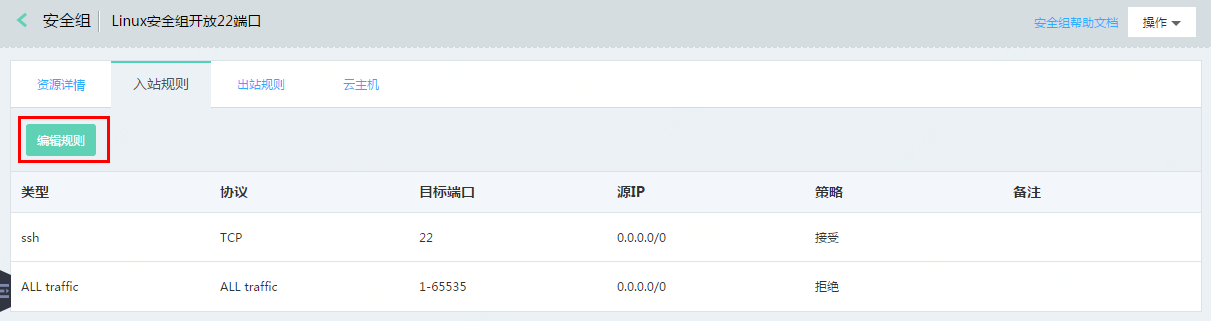 安全组 Linux安全组开放22端口 安全组帮助文档 操作
资源详情 入站规则 出站规则 云主机
编辑规则
类型 协议 目标端口 源IP 策略 备注
ssh TCP 22 0.0.0.0/0 接受
ALL traffic ALL traffic 1-65535 0.0.0.0/0 拒绝